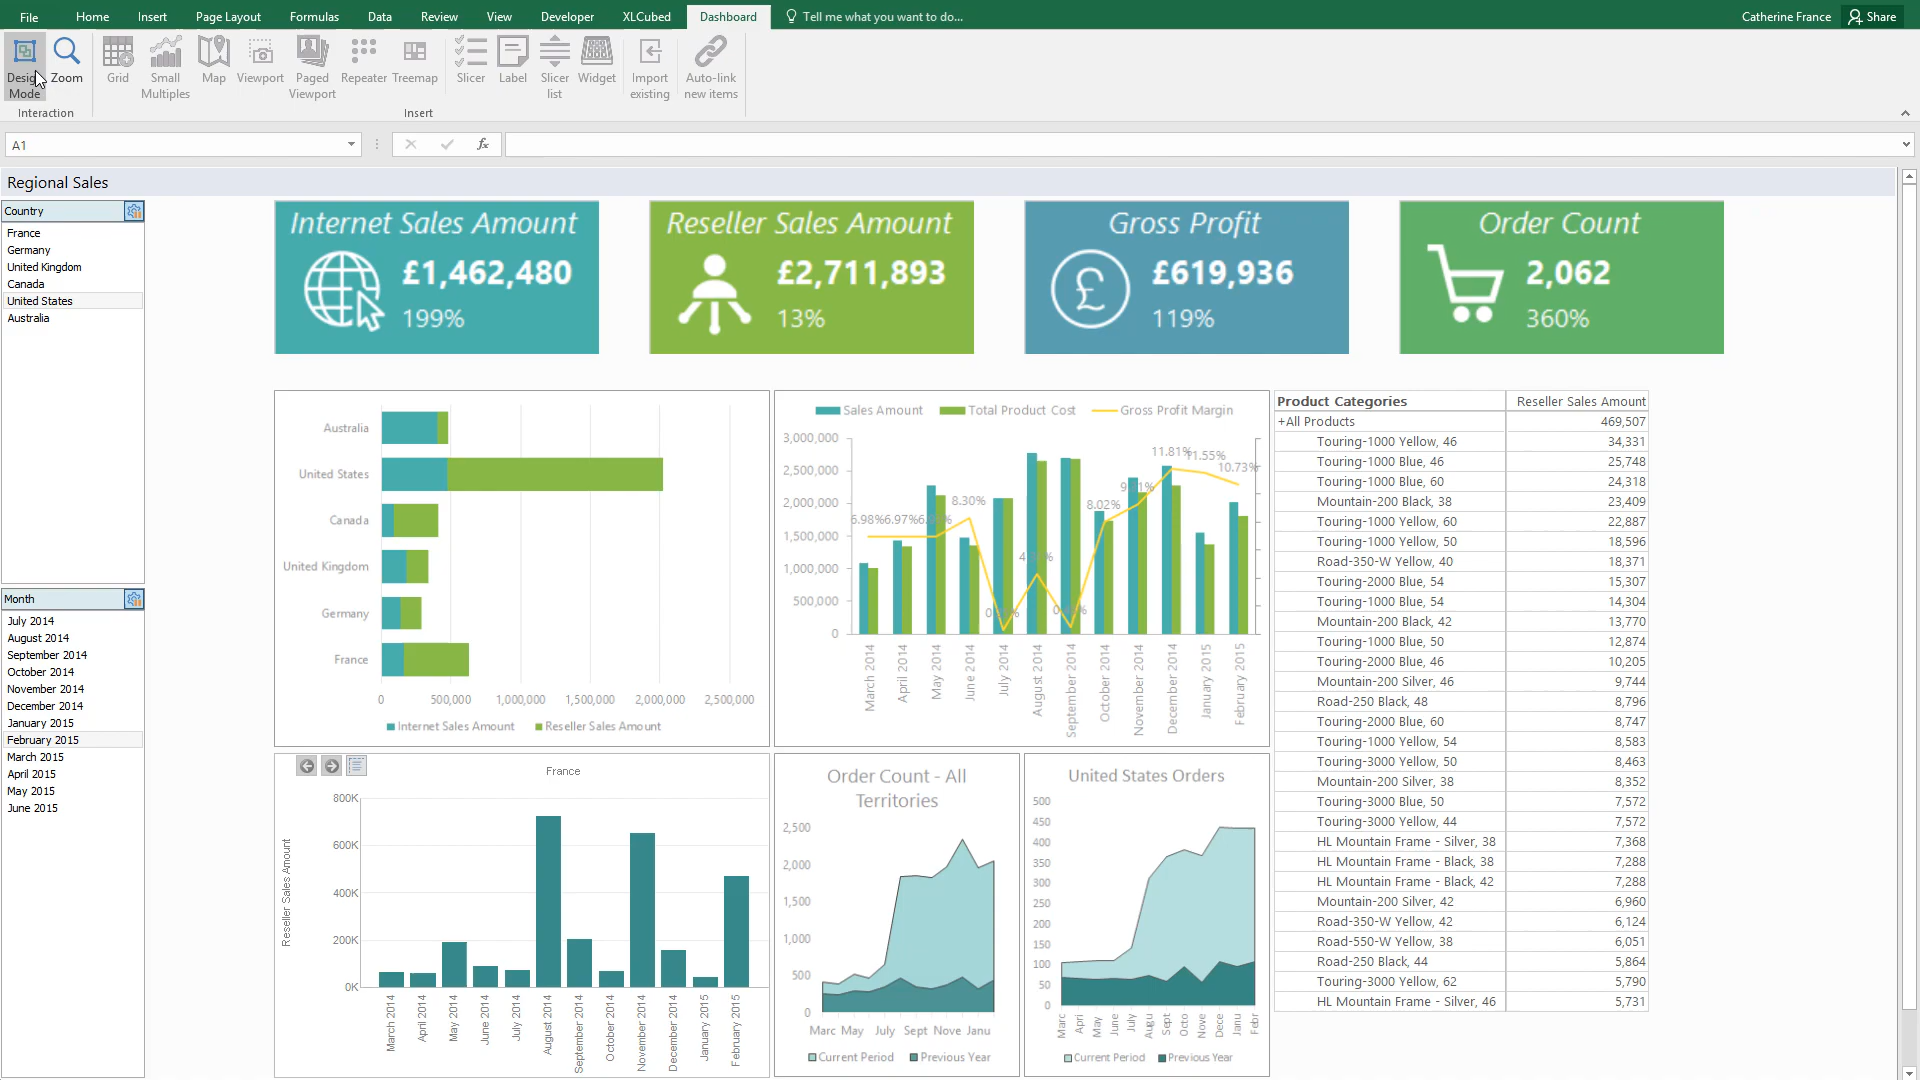 File Home Insert Page Layout Formulas Data Review View Developer XLCubed Dashboard Tell me what you want to do... Catherine France Share
Design Mode Zoom Grid Small Multiples Map Viewport Paged Viewport Repeater Treemap Slicer Label Slicer list Widget Import existing Auto-link new items
Interaction Insert
A1 fx
Regional Sales
Country
France
Germany
United Kingdom
Canada
United States
Australia
Month
July 2014
August 2014
September 2014
October 2014
November 2014
December 2014
January 2015
February 2015
March 2015
April 2015
May 2015
June 2015
Internet Sales Amount
£1,462,480
199%
Reseller Sales Amount
£2,711,893
13%
Gross Profit
£619,936
119%
Order Count
2,062
360%
Australia
United States
Canada
United Kingdom
Germany
France
0 500,000 1,000,000 1,500,000 2,000,000 2,500,000
Internet Sales Amount Reseller Sales Amount
Sales Amount Total Product Cost Gross Profit Margin
3,000,000
2,500,000
2,000,000
1,500,000
1,000,000
500,000
0
6.98% 6.97% 8.30% 8.02% 11.81% 11.55% 10.73%
March 2014 April 2014 May 2014 June 2014 July 2014 August 2014 September 2014 October 2014 November 2014 December 2014 January 2015 February 2015
Product Categories Reseller Sales Amount
+All Products 469,507
Touring-1000 Yellow, 46 34,331
Touring-1000 Blue, 46 25,748
Touring-1000 Blue, 60 24,318
Mountain-200 Black, 38 23,409
Touring-1000 Yellow, 60 22,887
Touring-1000 Yellow, 50 18,596
Road-350-W Yellow, 40 18,371
Touring-2000 Blue, 54 15,307
Touring-1000 Blue, 54 14,304
Mountain-200 Black, 42 13,770
Touring-1000 Blue, 50 12,874
Touring-2000 Blue, 46 10,205
Mountain-200 Silver, 46 9,744
Road-250 Black, 48 8,796
Touring-2000 Blue, 60 8,747
Touring-1000 Yellow, 54 8,583
Touring-3000 Yellow, 50 8,463
Mountain-200 Silver, 38 8,352
Touring-3000 Blue, 50 7,572
Touring-3000 Yellow, 44 7,572
HL Mountain Frame - Silver, 38 7,368
HL Mountain Frame - Black, 38 7,288
HL Mountain Frame - Black, 42 7,288
Mountain-200 Silver, 42 6,960
Road-350-W Yellow, 42 6,124
Road-550-W Yellow, 38 6,051
Road-250 Black, 44 5,864
Touring-3000 Yellow, 62 5,790
HL Mountain Frame - Silver, 46 5,731
France
Reseller Sales Amount
800K
600K
400K
200K
0K
March 2014 April 2014 May 2014 June 2014 July 2014 August 2014 September 2014 October 2014 November 2014 December 2014 January 2015 February 2015
Order Count - All
Territories
2,500
2,000
1,500
1,000
500
0
Marc May July Sept Nove Janu
Current Period Previous Year
United States Orders
500
450
400
350
300
250
200
150
100
50
0
Marc Apri May June July Augu Sept Octo Nove Dece Janu Febr
Current Period Previous Year